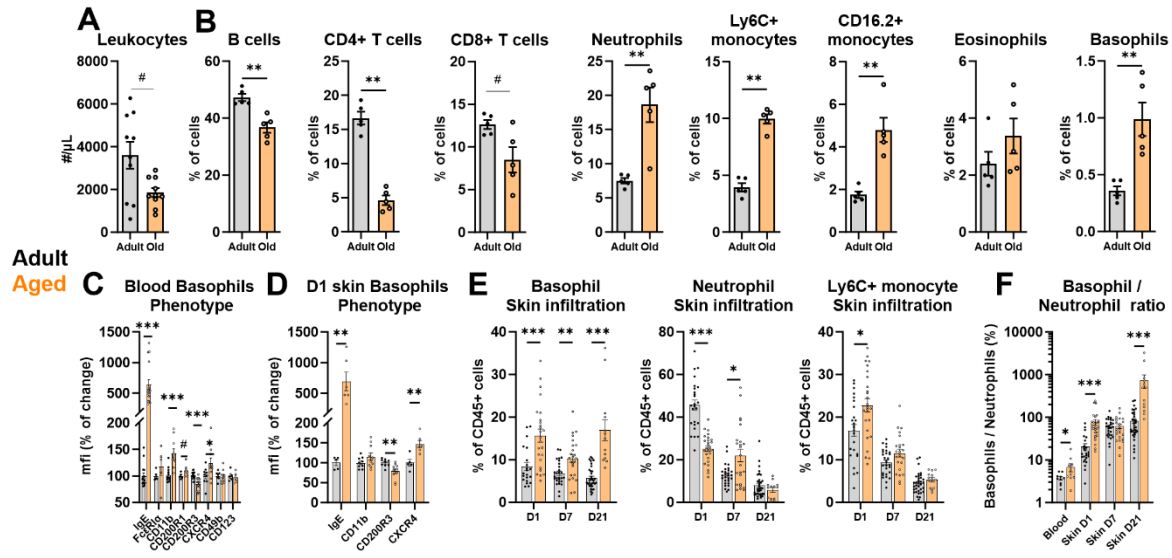 A
B
Leukocytes
#/µL
8000
6000
4000
2000
0
#
Adult Old
B cells
% of cells
60
40
20
0
**
Adult Old
CD4+ T cells
% of cells
25
20
15
10
5
0
**
Adult Old
CD8+ T cells
% of cells
20
15
10
5
0
#
Adult Old
Neutrophils
% of cells
25
20
15
10
5
0
**
Adult Old
Ly6C+
monocytes
% of cells
15
10
5
0
**
Adult Old
CD16.2+
monocytes
% of cells
8
6
4
2
0
**
Adult Old
Eosinophils
% of cells
6
4
2
0
Adult Old
Basophils
% of cells
1.5
1.0
0.5
0.0
**
Adult Old
Adult
Aged
C
Blood Basophils
Phenotype
mfi (% of change)
1500
1000
500
200
150
100
50
***
***
#
***
*
IgE
FcεRIα
CD11b
CD200R1
CD200R3
CXCR4
CD49b
CD123
D
D1 skin Basophils
Phenotype
mfi (% of change)
1500
1000
500
200
150
100
50
0
**
**
**
IgE
CD11b
CD200R3
CXCR4
E
Basophil
Skin infiltration
% of CD45+ cells
40
30
20
10
0
***
**
***
D1
D7
D21
Neutrophil
Skin infiltration
% of CD45+ cells
80
60
40
20
0
***
*
D1
D7
D21
Ly6C+ monocyte
Skin infiltration
% of CD45+ cells
40
30
20
10
0
*
D1
D7
D21
F
Basophil /
Neutrophil ratio
Basophils / Neutrophils (%)
10000
1000
100
10
1
*
***
***
Blood
Skin D1
Skin D7
Skin D21